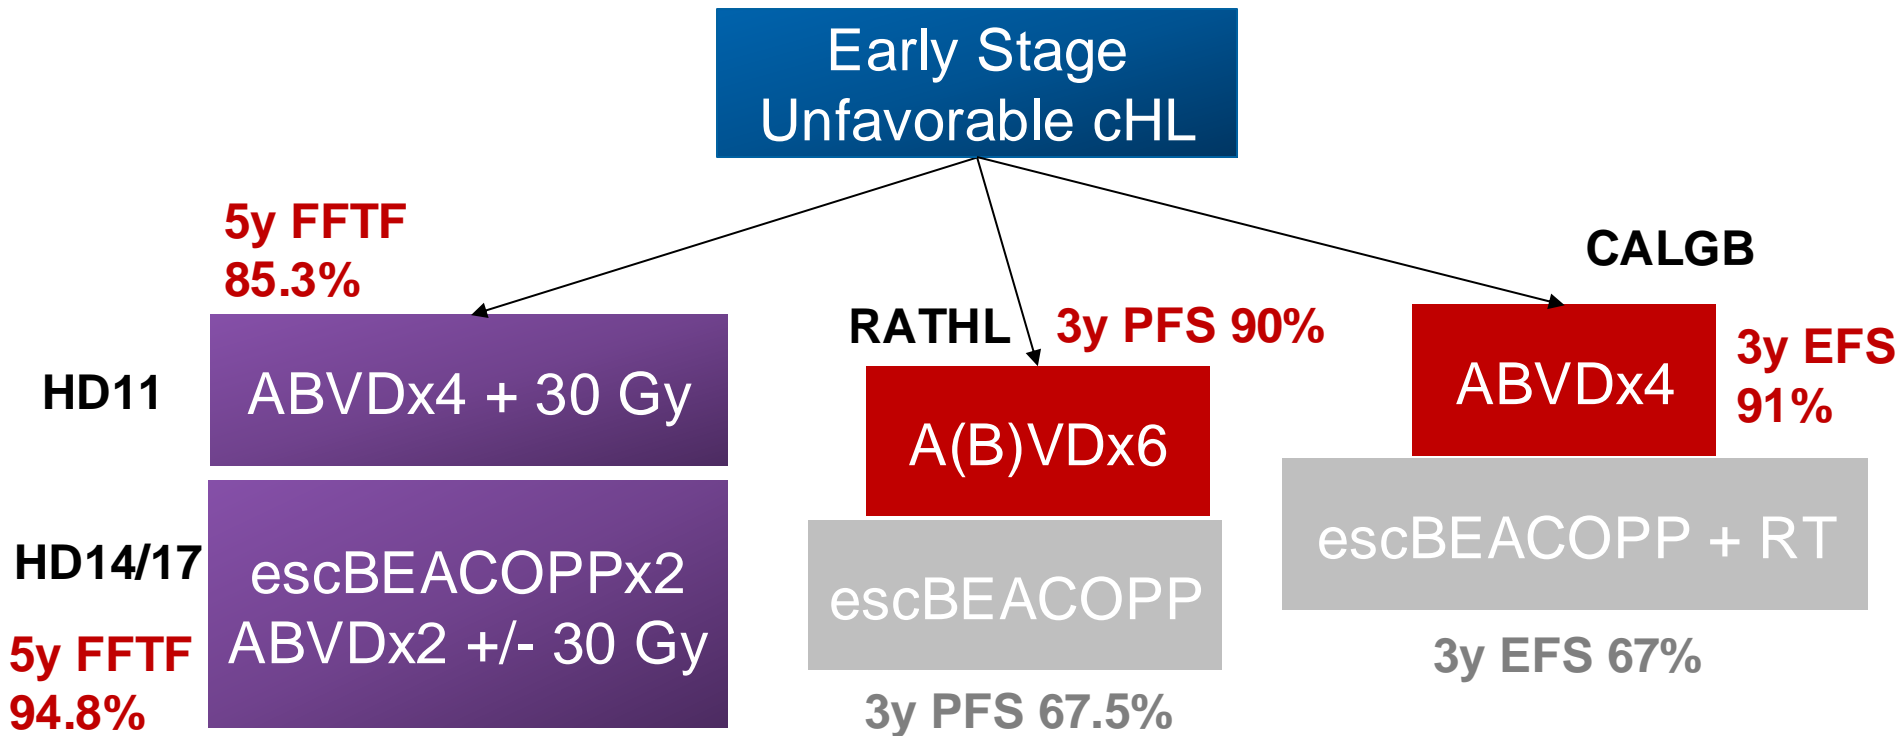 Early Stage
Unfavorable cHL
5y FFTF
85.3%
HD11
ABVDx4 + 30 Gy
HD14/17
escBEACOPPx2
ABVDx2 +/- 30 Gy
5y FFTF
94.8%
RATHL
3y PFS 90%
A(B)VDx6
escBEACOPP
3y PFS 67.5%
CALGB
ABVDx4
3y EFS
91%
escBEACOPP + RT
3y EFS 67%